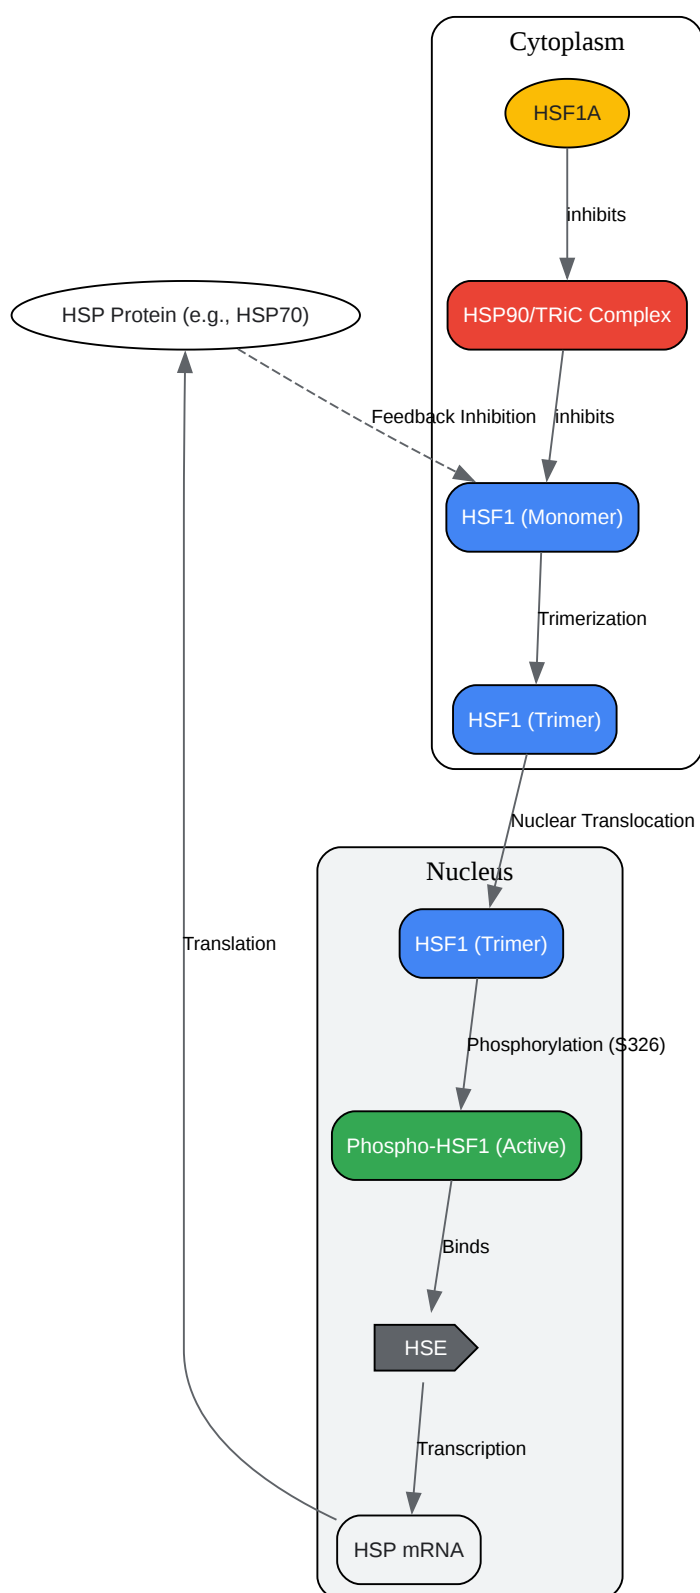 Cytoplasm
HSF1A
inhibits
HSP90/TRiC Complex
HSP Protein (e.g., HSP70)
Feedback Inhibition
inhibits
HSF1 (Monomer)
Trimerization
HSF1 (Trimer)
Nuclear Translocation
Nucleus
HSF1 (Trimer)
Translation
Phosphorylation (S326)
Phospho-HSF1 (Active)
Binds
HSE
Transcription
HSP mRNA